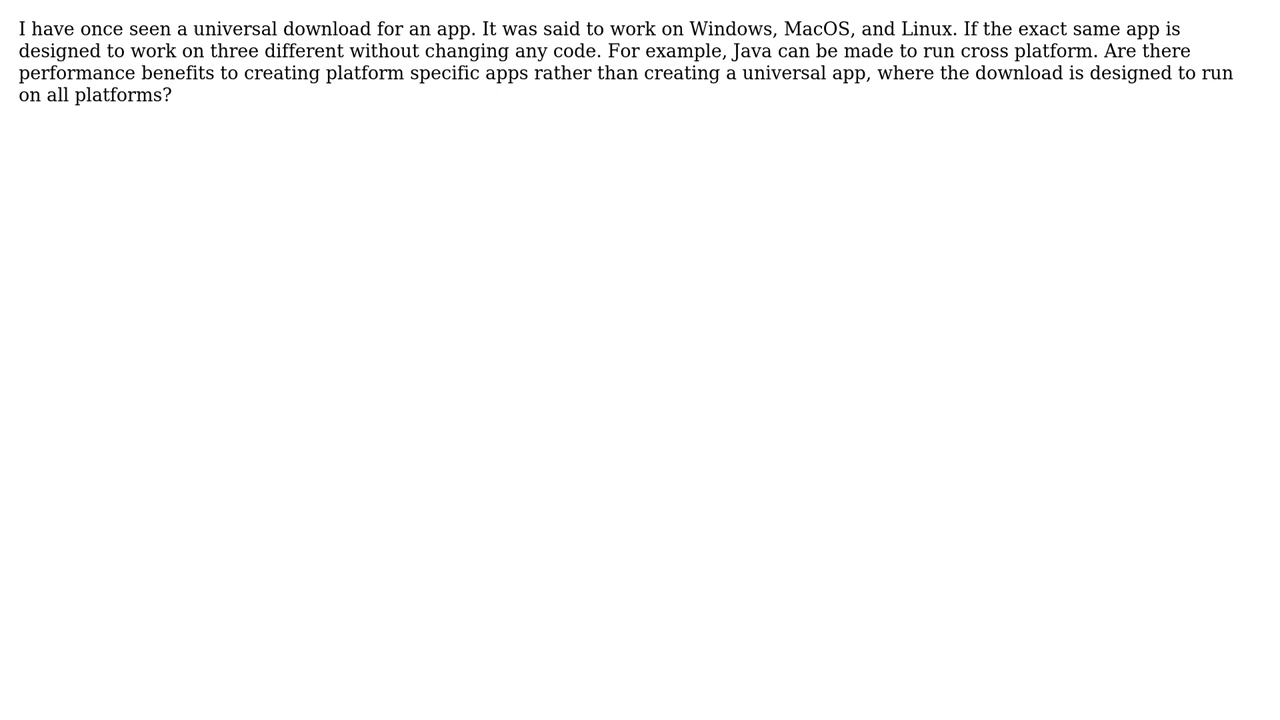 I have once seen a universal download for an app. It was said to work on Windows, MacOS, and Linux. If the exact same app is
designed to work on three different without changing any code. For example, Java can be made to run cross platform. Are there
performance benefits to creating platform specific apps rather than creating a universal app, where the download is designed to run
on all platforms?